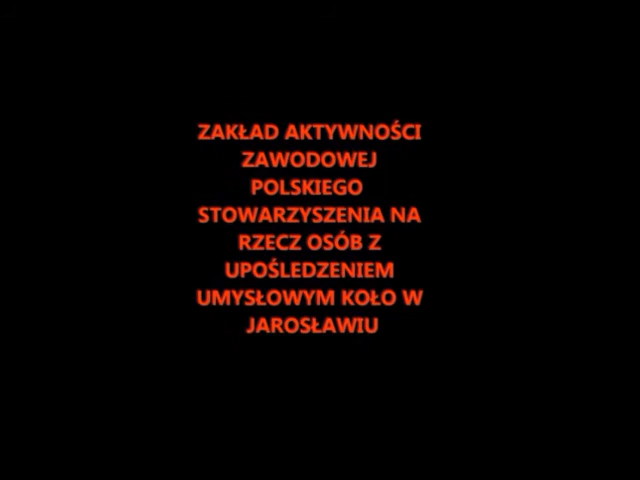 ZAKŁAD AKTYWNOŚCI
ZAWODOWEJ
POLSKIEGO
STOWARZYSZENIA NA
RZECZ OSÓB Z
UPOŚLEDZENIEM
UMYSŁOWYM KOŁO W
JAROSŁAWIU